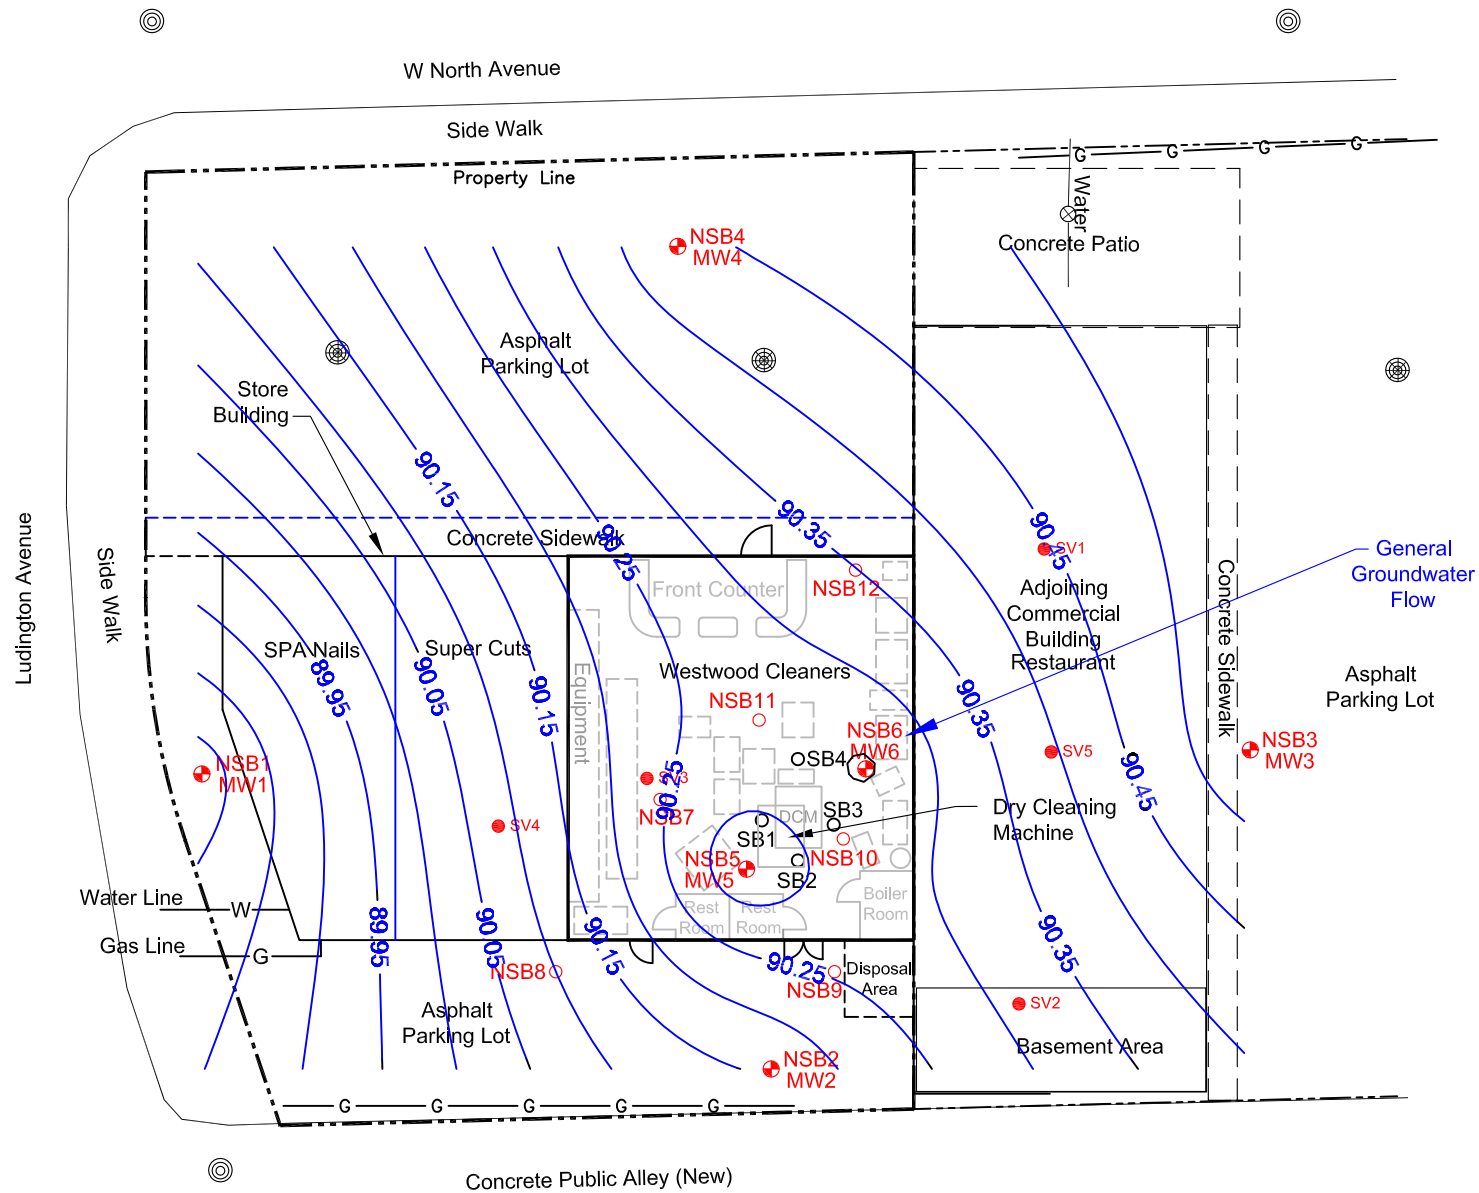 W North Avenue
Side Walk
Property Line
G G G G
Water
Concrete Patio
NSB4
MW4
Asphalt
Parking Lot
Store
Building
90.15
90.35
90.45
90.25
Concrete Sidewalk
SV1
General
Groundwater
Flow
Ludington Avenue
Side Walk
Front Counter
NSB12
Adjoining
Commercial
Building
Restaurant
Concrete Sidewalk
SPA Nails
Super Cuts
Westwood Cleaners
Equipment
Asphalt
Parking Lot
89.95
90.05
90.15
NSB11
90.35
NSB6
MW6
NSB3
MW3
NSB1
MW1
SB4
SV5
90.45
SV3
90.25
NSB7
DCM
SB3
SB1
Dry Cleaning
Machine
SV4
NSB5
MW5
NSB10
SB2
Water Line
W
Rest
Room
Rest
Room
Boiler
Room
Gas Line
G
89.95
90.05
90.15
90.35
NSB8
90.25
NSB9
Disposal
Area
Asphalt
Parking Lot
SV2
Basement Area
NSB2
MW2
G G G G G
Concrete Public Alley (New)